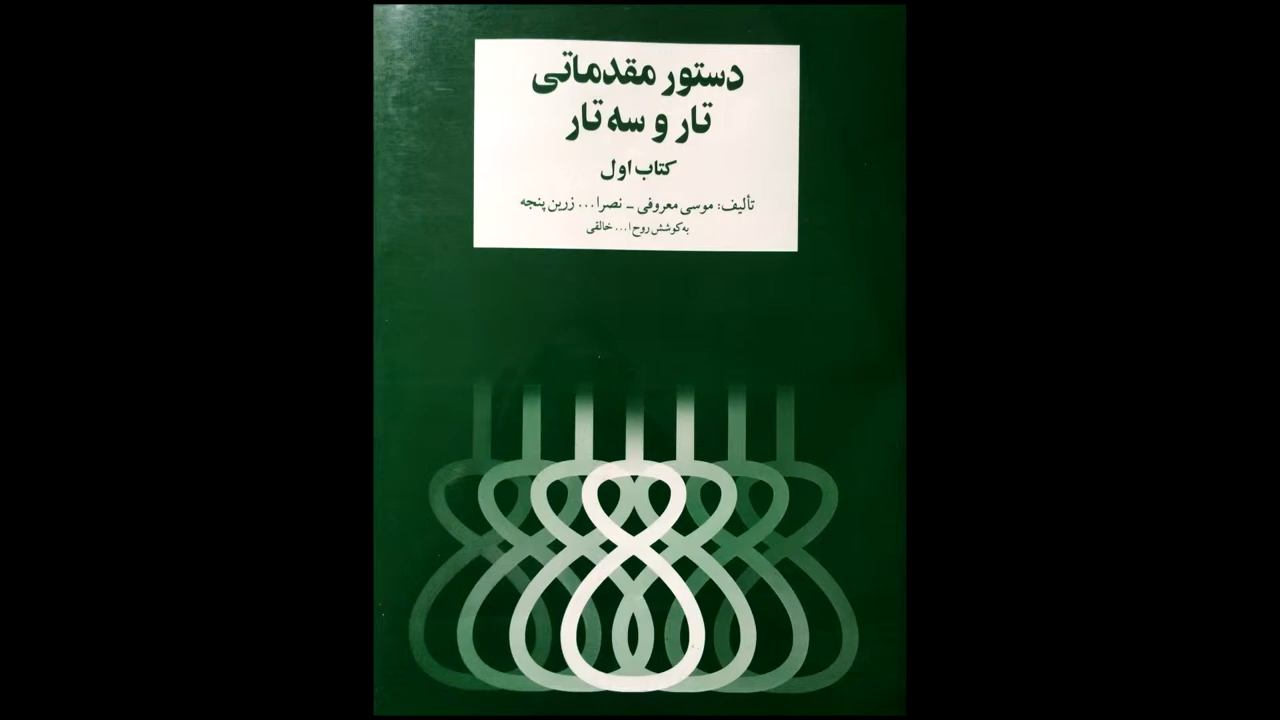 دستور مقدماتی
تار و سه تار
کتاب اول
تألیف: موسی معروفی ـ نصرا... زرین پنجه
به‌کوشش روح ا... خالقی